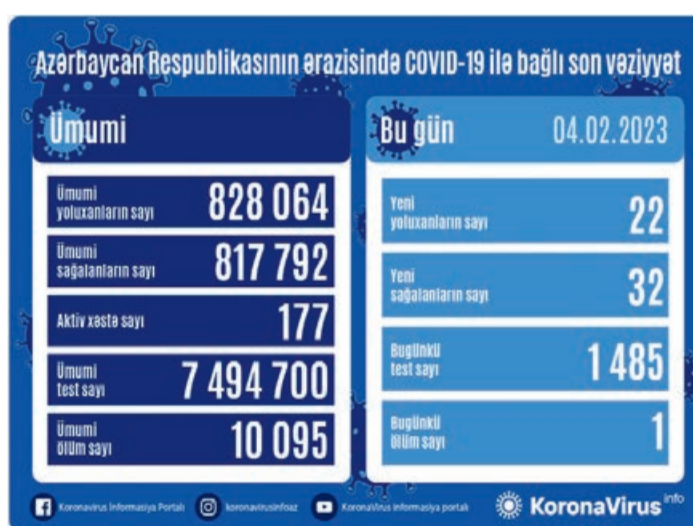 Azərbaycan Respublikasının ərazisində COVID-19 ilə bağlı son vəziyyət
Ümumi
Ümumi
yoluxanların sayı
828 064
Ümumi
sağalanların sayı
817 792
Aktiv xəstə sayı
177
Ümumi
test sayı
7 494 700
Ümumi
ölüm sayı
10 095
Bu gün
04.02.2023
Yeni
yoluxanların sayı
22
Yeni
sağalanların sayı
32
Bugünkü
test sayı
1 485
Bugünkü
ölüm sayı
1
Koronavirus İnformasiya Portalı
koronavirusinfoaz
KoronaVirus informasiya portalı
KoronaVirus info